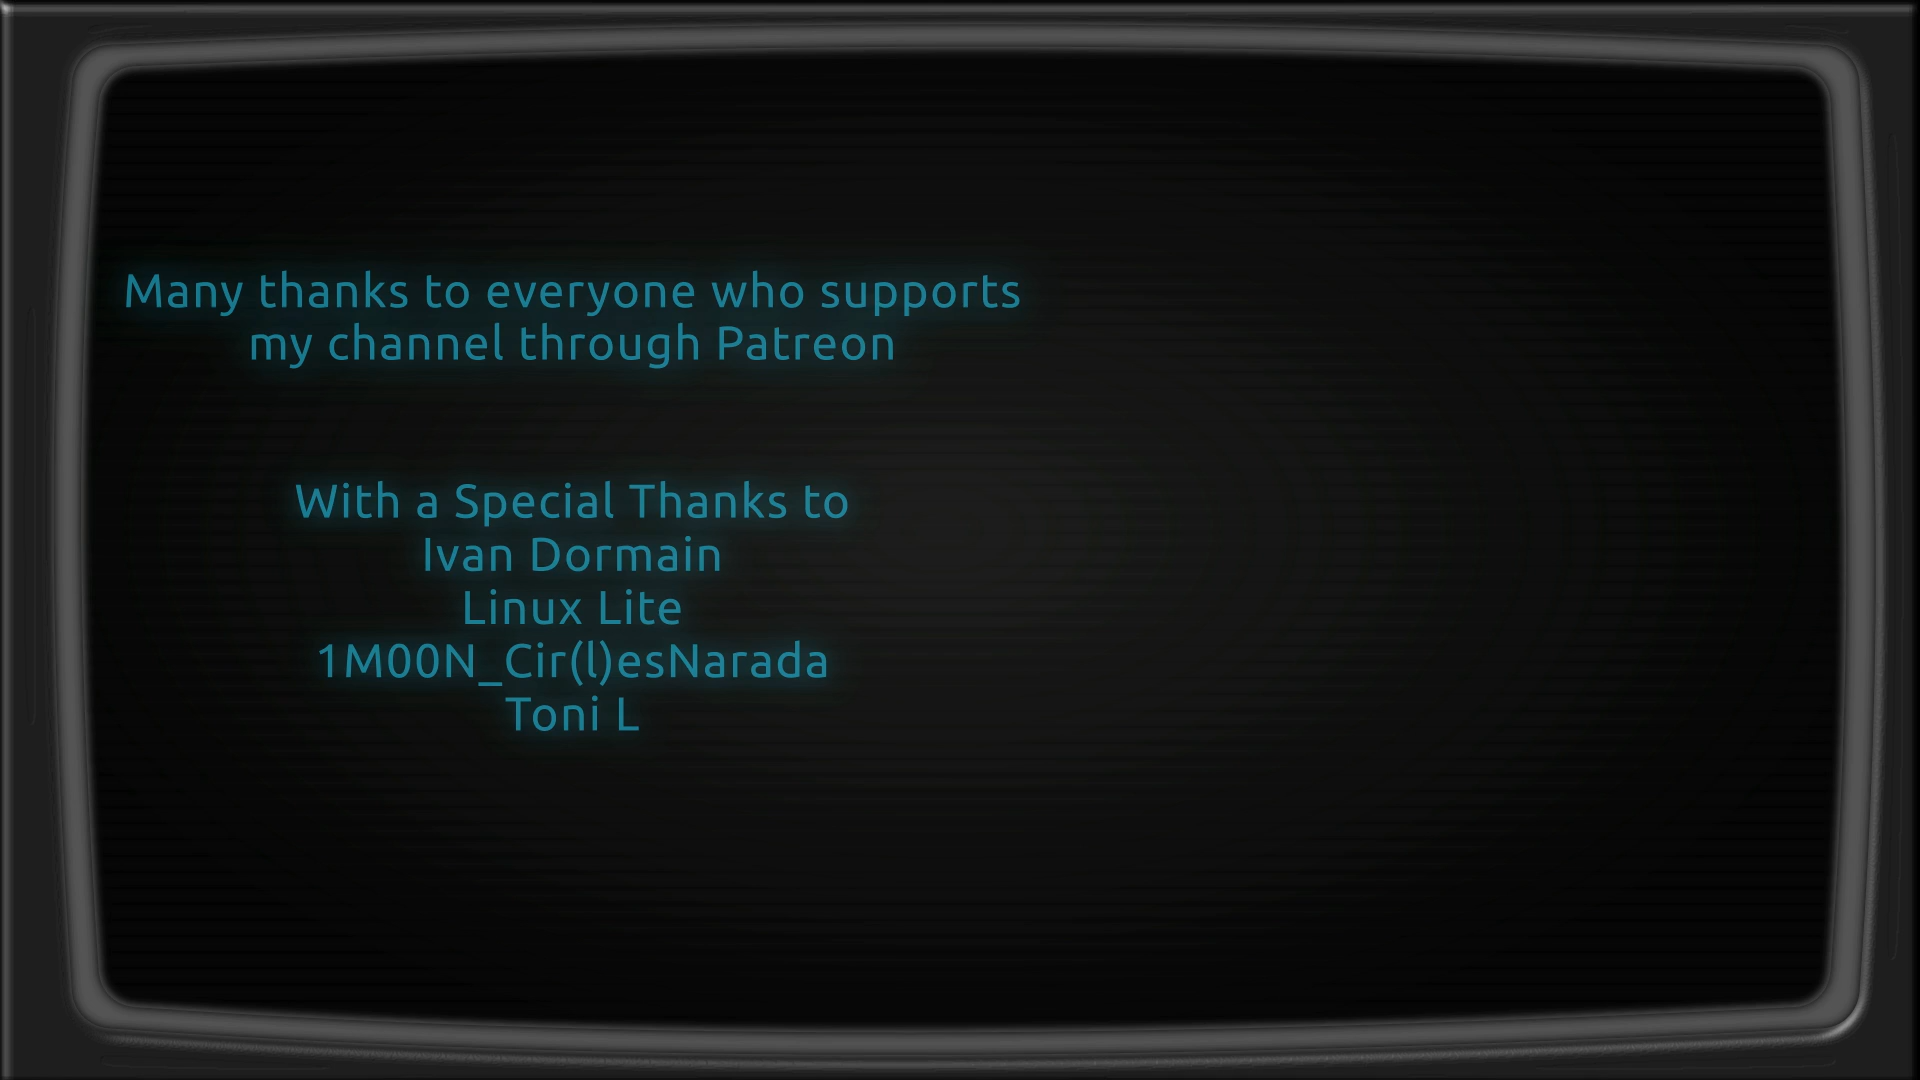 Many thanks to everyone who supports
my channel through Patreon
With a Special Thanks to
Ivan Dormain
Linux Lite
1M00N_Cir(l)esNarada
Toni L